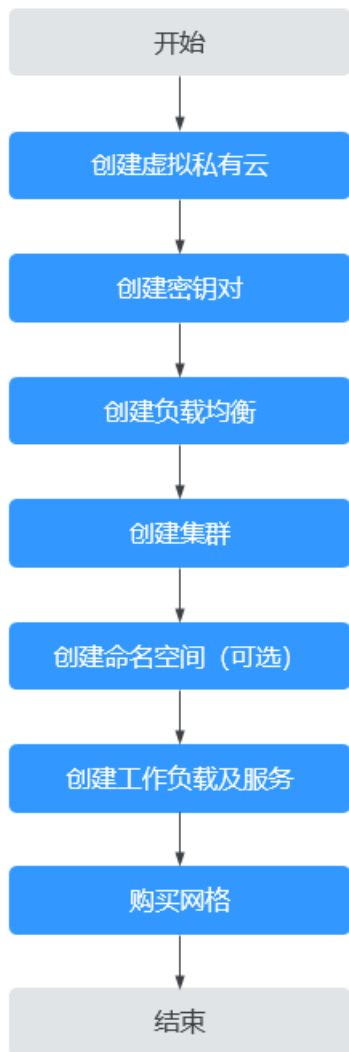 开始
创建虚拟私有云
创建密钥对
创建负载均衡
创建集群
创建命名空间（可选）
创建工作负载及服务
购买网格
结束